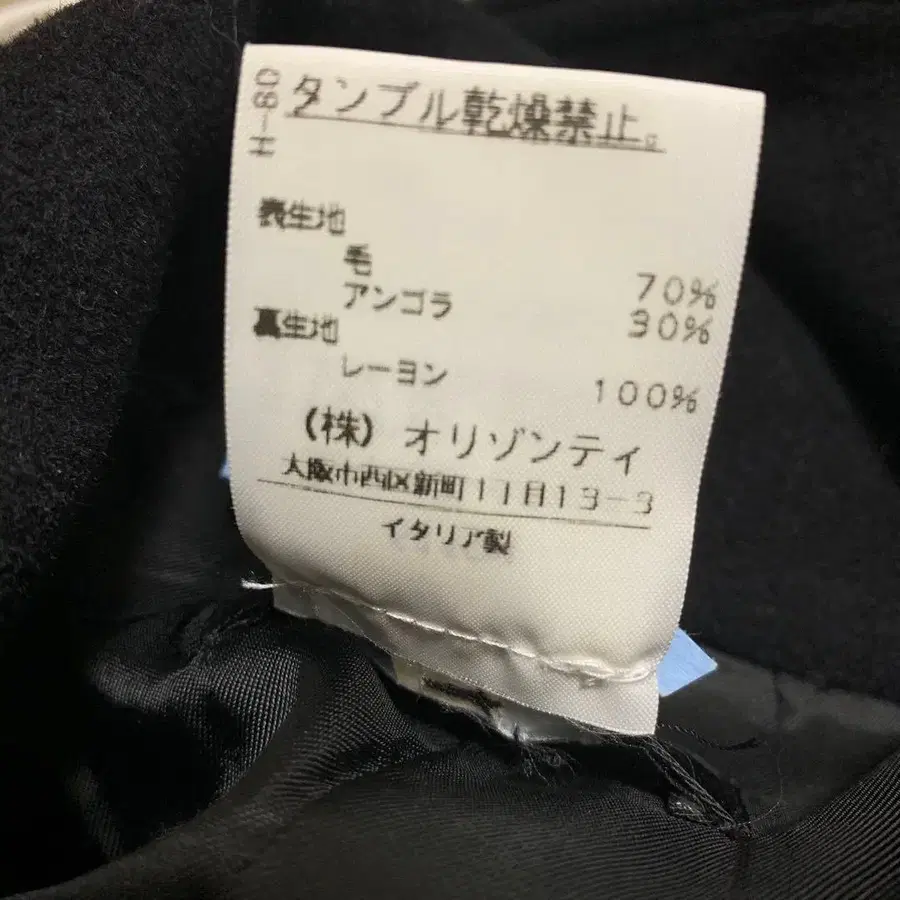 H-80
タンブル乾燥禁止。
表生地
毛 70%
アンゴラ 30%
裏生地
レーヨン 100%
(株) オリゾンティ
大阪市西区新町1丁目13-3
イタリア製